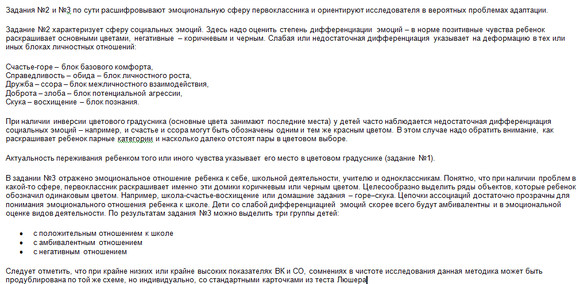 Задания №2 и №3 по сути расшифровывают эмоциональную сферу первоклассника и ориентируют исследователя в вероятных проблемах адаптации.
Задание №2 характеризует сферу социальных эмоций. Здесь надо оценить степень дифференциации эмоций – в норме позитивные чувства ребенок
раскрашивает основными цветами, негативные – коричневым и черным. Слабая или недостаточная дифференциация указывает на деформацию в тех или
иных блоках личностных отношений:
Счастье-горе – блок базового комфорта,
Справедливость – обида – блок личностного роста,
Дружба – ссора – блок межличностного взаимодействия,
Доброта – злоба – блок потенциальной агрессии,
Скука – восхищение – блок познания.
При наличии инверсии цветового градусника (основные цвета занимают последние места) у детей часто наблюдается недостаточная дифференциация
социальных эмоций – например, и счастье и ссора могут быть обозначены одним и тем же красным цветом. В этом случае надо обратить внимание, как
раскрашивает ребенок парные категории и насколько далеко отстоят пары в цветовом выборе.
Актуальность переживания ребенком того или иного чувства указывает его место в цветовом градуснике (задание №1).
В задании №3 отражено эмоциональное отношение ребенка к себе, школьной деятельности, учителю и одноклассникам. Понятно, что при наличии проблем в
какой-то сфере, первоклассник раскрашивает именно эти домики коричневым или черным цветом. Целесообразно выделить ряды объектов, которые ребенок
обозначил одинаковым цветом. Например, школа-счастье-восхищение или домашние задания – горе–скука. Цепочки ассоциаций достаточно прозрачны для
понимания эмоционального отношения ребенка к школе. Дети со слабой дифференциацией эмоций скорее всего будут амбивалентны и в эмоциональной
оценке видов деятельности. По результатам задания №3 можно выделить три группы детей:
• с положительным отношением к школе
• с амбивалентным отношением
• с негативным отношением
Следует отметить, что при крайне низких или крайне высоких показателях ВК и СО, сомнениях в чистоте исследования данная методика может быть
продублирована по той же схеме, но индивидуально, со стандартными карточками из теста Люшера